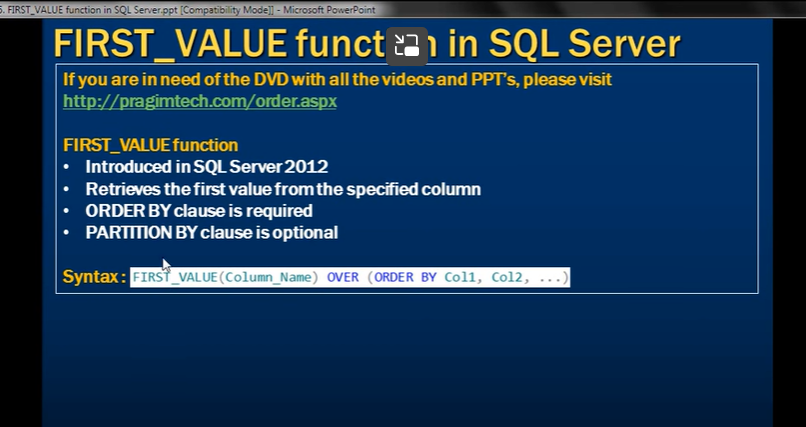 5. FIRST_VALUE function in SQL Server.ppt [Compatibility Mode]] - Microsoft PowerPoint
FIRST_VALUE function in SQL Server
If you are in need of the DVD with all the videos and PPT's, please visit
http://pragimtech.com/order.aspx
FIRST_VALUE function
• Introduced in SQL Server 2012
• Retrieves the first value from the specified column
• ORDER BY clause is required
• PARTITION BY clause is optional
Syntax : FIRST_VALUE(Column_Name) OVER (ORDER BY Col1, Col2, ...)